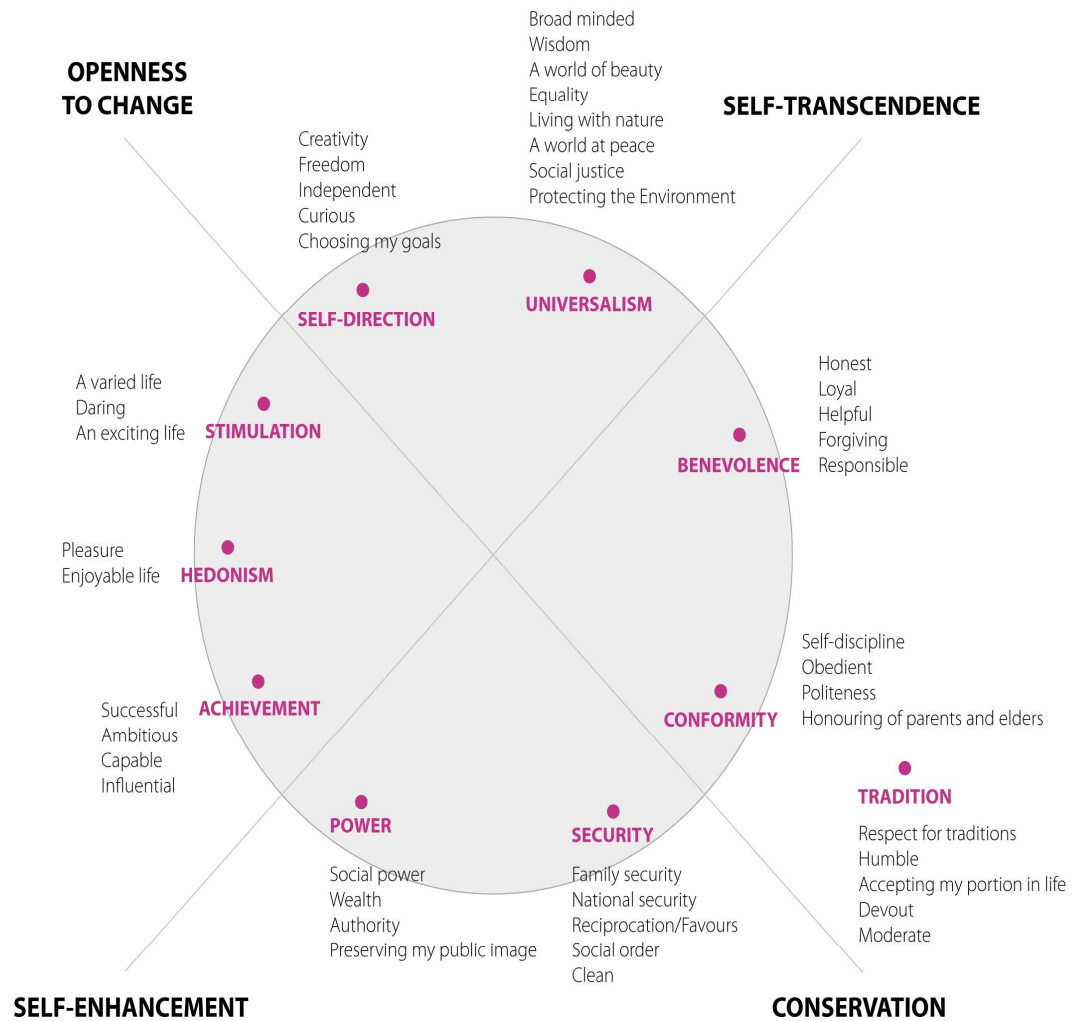 OPENNESS
TO CHANGE
Broad minded
Wisdom
A world of beauty
Equality
Living with nature
A world at peace
Social justice
Protecting the Environment
SELF-TRANSCENDENCE
Creativity
Freedom
Independent
Curious
Choosing my goals
SELF-DIRECTION
UNIVERSALISM
A varied life
Daring
An exciting life
STIMULATION
Honest
Loyal
Helpful
Forgiving
Responsible
BENEVOLENCE
Pleasure
Enjoyable life
HEDONISM
Successful
Ambitious
Capable
Influential
ACHIEVEMENT
Self-discipline
Obedient
Politeness
Honouring of parents and elders
CONFORMITY
TRADITION
Respect for traditions
Humble
Accepting my portion in life
Devout
Moderate
POWER
Social power
Wealth
Authority
Preserving my public image
SECURITY
Family security
National security
Reciprocation/Favours
Social order
Clean
SELF-ENHANCEMENT
CONSERVATION